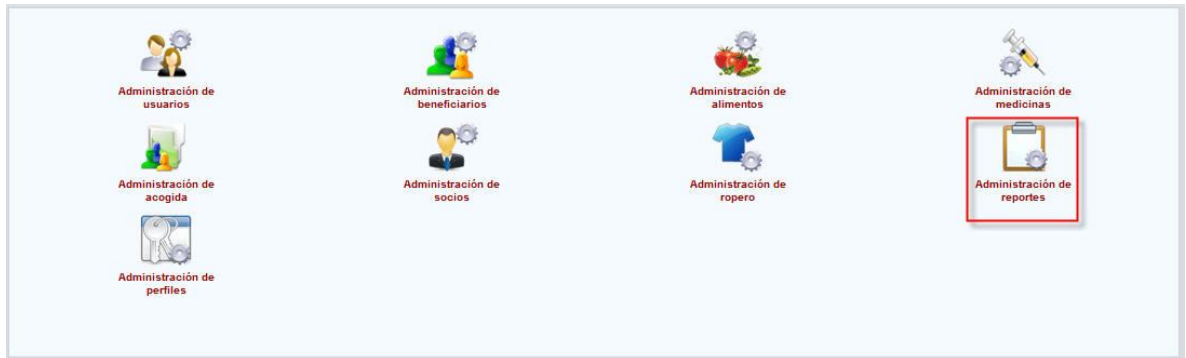 Administración de
usuarios
Administración de
beneficiarios
Administración de
alimentos
Administración de
medicinas
Administración de
acogida
Administración de
socios
Administración de
ropero
Administración de
reportes
Administración de
perfiles